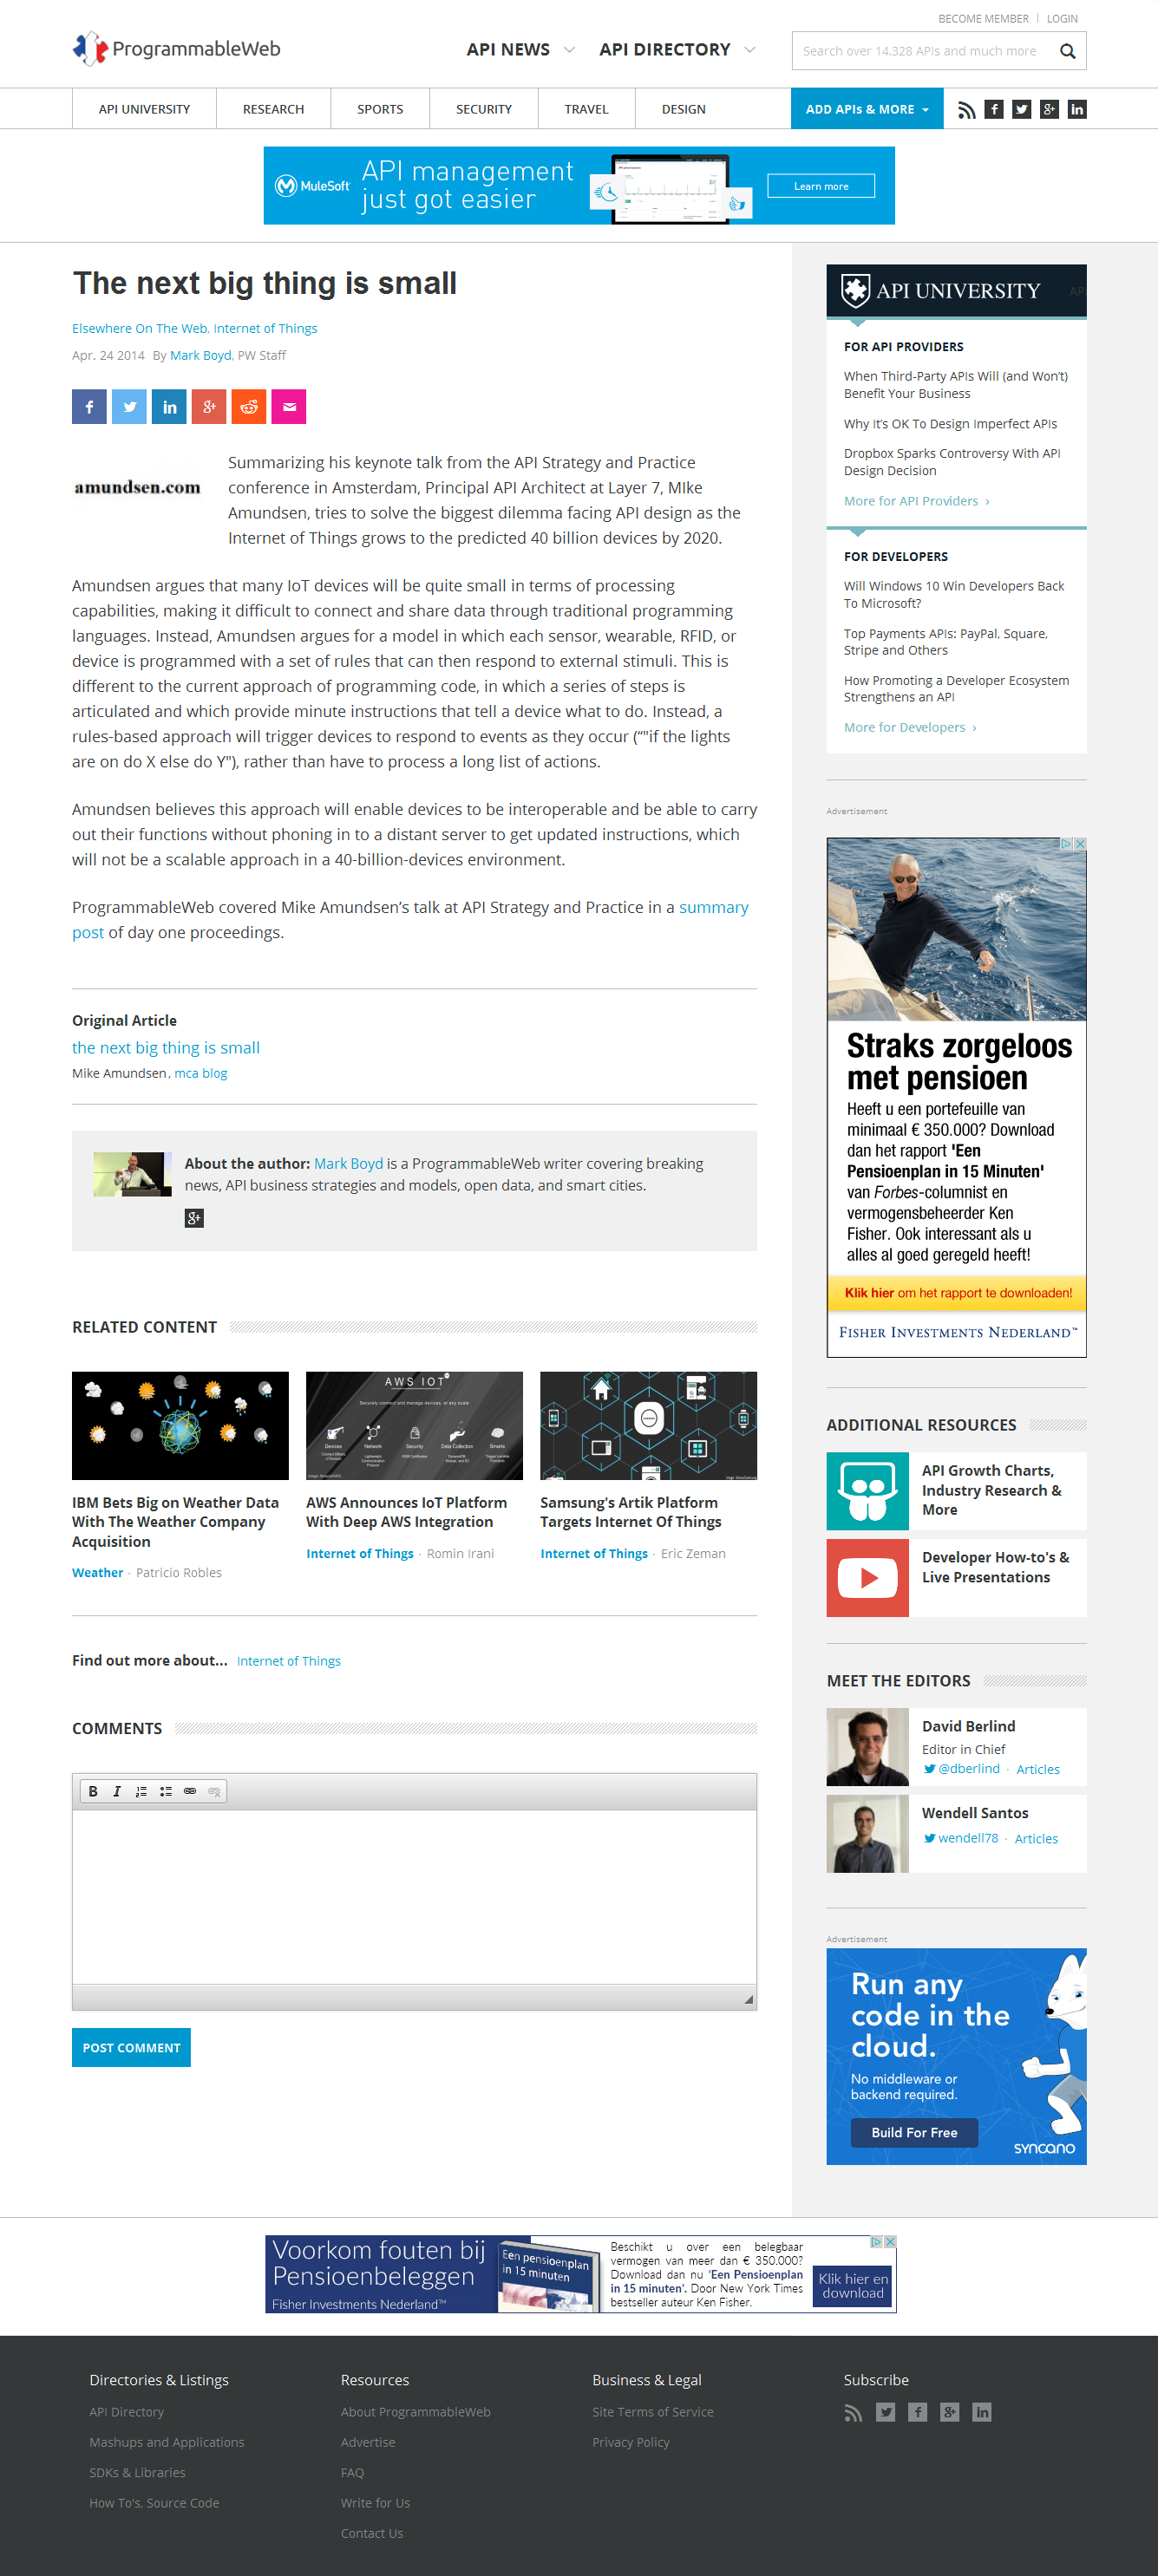 BECOME MEMBER | LOGIN
ProgrammableWeb
API NEWS
API DIRECTORY
Search over 14,328 APIs and much more
API UNIVERSITY
RESEARCH
SPORTS
SECURITY
TRAVEL
DESIGN
ADD APIs & MORE
MuleSoft
API management
just got easier
Learn more
The next big thing is small
Elsewhere On The Web, Internet of Things
Apr. 24 2014 By Mark Boyd, PW Staff
amundsen.com
Summarizing his keynote talk from the API Strategy and Practice
conference in Amsterdam, Principal API Architect at Layer 7, MIke
Amundsen, tries to solve the biggest dilemma facing API design as the
Internet of Things grows to the predicted 40 billion devices by 2020.
Amundsen argues that many IoT devices will be quite small in terms of processing
capabilities, making it difficult to connect and share data through traditional programming
languages. Instead, Amundsen argues for a model in which each sensor, wearable, RFID, or
device is programmed with a set of rules that can then respond to external stimuli. This is
different to the current approach of programming code, in which a series of steps is
articulated and which provide minute instructions that tell a device what to do. Instead, a
rules-based approach will trigger devices to respond to events as they occur (“"if the lights
are on do X else do Y"), rather than have to process a long list of actions.
Amundsen believes this approach will enable devices to be interoperable and be able to carry
out their functions without phoning in to a distant server to get updated instructions, which
will not be a scalable approach in a 40-billion-devices environment.
ProgrammableWeb covered Mike Amundsen’s talk at API Strategy and Practice in a summary
post of day one proceedings.
Original Article
the next big thing is small
Mike Amundsen, mca blog
About the author: Mark Boyd is a ProgrammableWeb writer covering breaking
news, API business strategies and models, open data, and smart cities.
RELATED CONTENT
AWS IOT
Securely connect and manage devices, at any scale
Devices
Network
Security
Data Collection
Smarts
IBM Bets Big on Weather Data
With The Weather Company
Acquisition
Weather · Patricio Robles
AWS Announces IoT Platform
With Deep AWS Integration
Internet of Things · Romin Irani
Samsung's Artik Platform
Targets Internet Of Things
Internet of Things · Eric Zeman
Find out more about... Internet of Things
COMMENTS
POST COMMENT
API UNIVERSITY
FOR API PROVIDERS
When Third-Party APIs Will (and Won’t)
Benefit Your Business
Why It’s OK To Design Imperfect APIs
Dropbox Sparks Controversy With API
Design Decision
More for API Providers ›
FOR DEVELOPERS
Will Windows 10 Win Developers Back
To Microsoft?
Top Payments APIs: PayPal, Square,
Stripe and Others
How Promoting a Developer Ecosystem
Strengthens an API
More for Developers ›
Advertisement
Straks zorgeloos
met pensioen
Heeft u een portefeuille van
minimaal € 350.000? Download
dan het rapport 'Een
Pensioenplan in 15 Minuten'
van Forbes-columnist en
vermogensbeheerder Ken
Fisher. Ook interessant als u
alles al goed geregeld heeft!
Klik hier om het rapport te downloaden!
FISHER INVESTMENTS NEDERLAND™
ADDITIONAL RESOURCES
API Growth Charts,
Industry Research &
More
Developer How-to's &
Live Presentations
MEET THE EDITORS
David Berlind
Editor in Chief
@dberlind · Articles
Wendell Santos
wendell78 · Articles
Advertisement
Run any
code in the
cloud.
No middleware or
backend required.
Build For Free
SYNCANO
Voorkom fouten bij
Pensioenbeleggen
Fisher Investments Nederland™
Een pensioenplan
in 15 minuten
Beschikt u over een belegbaar
vermogen van meer dan € 350.000?
Download dan nu 'Een Pensioenplan
in 15 minuten'. Door New York Times
bestseller auteur Ken Fisher.
Klik hier en
download
Directories & Listings
API Directory
Mashups and Applications
SDKs & Libraries
How To's, Source Code
Resources
About ProgrammableWeb
Advertise
FAQ
Write for Us
Contact Us
Business & Legal
Site Terms of Service
Privacy Policy
Subscribe